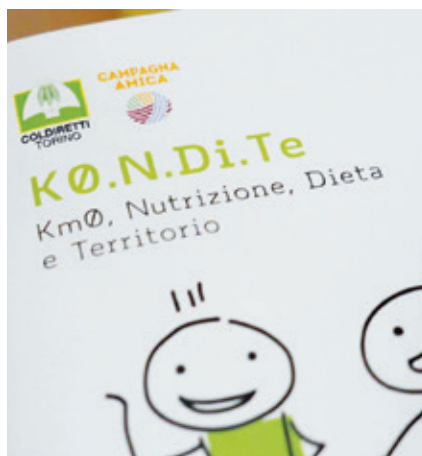 CAMPAGNA
AMICA
COLDIRETTI
TORINO
KØ.N.Di.Te
KmØ, Nutrizione, Dieta
e Territorio